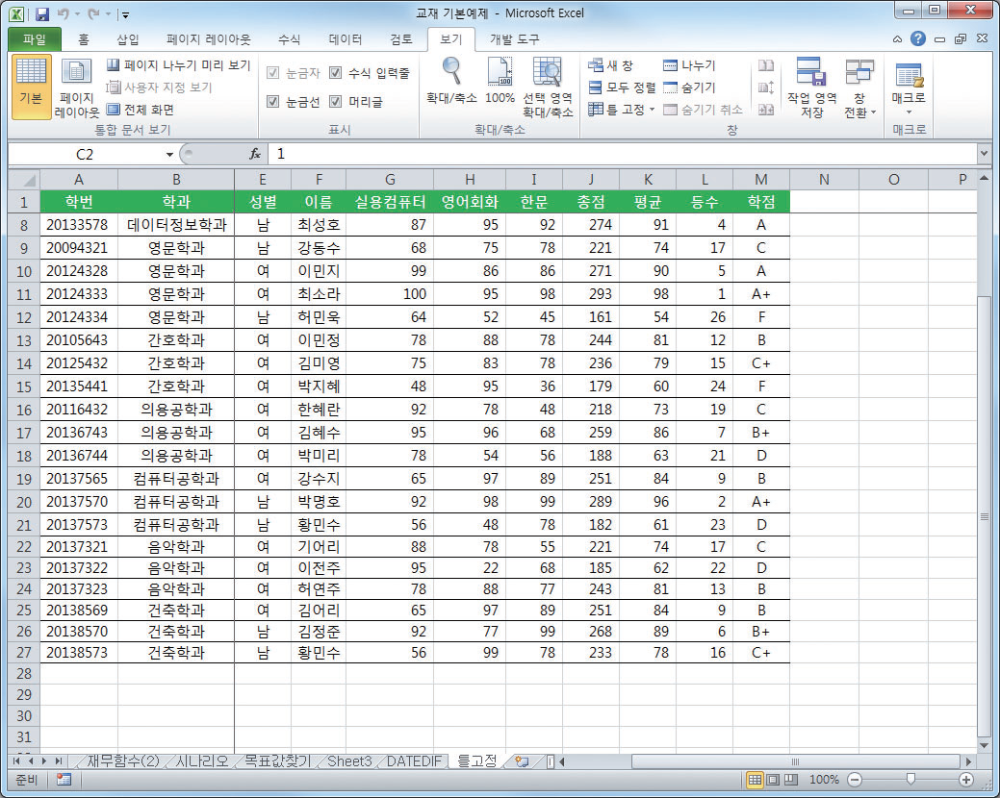 교재 기본예제 - Microsoft Excel
파일 홈 삽입 페이지 레이아웃 수식 데이터 검토 보기 개발 도구
기본
페이지 레이아웃
페이지 나누기 미리 보기
사용자 지정 보기
전체 화면
통합 문서 보기
눈금자 수식 입력줄
눈금선 머리글
표시
확대/축소 100% 선택 영역 확대/축소
확대/축소
새 창 나누기
모두 정렬 숨기기
틀 고정 숨기기 취소
작업 영역 저장 창 전환
창
매크로
매크로
C2 fx 1
A B E F G H I J K L M N O P
1 학번 학과 성별 이름 실용컴퓨터 영어회화 한문 총점 평균 등수 학점
8 20133578 데이터정보학과 남 최성호 87 95 92 274 91 4 A
9 20094321 영문학과 남 강동수 68 75 78 221 74 17 C
10 20124328 영문학과 여 이민지 99 86 86 271 90 5 A
11 20124333 영문학과 여 최소라 100 95 98 293 98 1 A+
12 20124334 영문학과 남 허민욱 64 52 45 161 54 26 F
13 20105643 간호학과 여 이민정 78 88 78 244 81 12 B
14 20125432 간호학과 여 김미영 75 83 78 236 79 15 C+
15 20135441 간호학과 여 박지혜 48 95 36 179 60 24 F
16 20116432 의용공학과 여 한혜란 92 78 48 218 73 19 C
17 20136743 의용공학과 여 김혜수 95 96 68 259 86 7 B+
18 20136744 의용공학과 여 박미리 78 54 56 188 63 21 D
19 20137565 컴퓨터공학과 여 강수지 65 97 89 251 84 9 B
20 20137570 컴퓨터공학과 남 박명호 92 98 99 289 96 2 A+
21 20137573 컴퓨터공학과 남 황민수 56 48 78 182 61 23 D
22 20137321 음악학과 여 기어리 88 78 55 221 74 17 C
23 20137322 음악학과 여 이전주 95 22 68 185 62 22 D
24 20137323 음악학과 여 허연주 78 88 77 243 81 13 B
25 20138569 건축학과 여 김어리 65 97 89 251 84 9 B
26 20138570 건축학과 남 김정준 92 77 99 268 89 6 B+
27 20138573 건축학과 남 황민수 56 99 78 233 78 16 C+
28
29
30
31
재무함수(2) 시나리오 목표값찾기 Sheet3 DATEDIF 틀고정
준비 100%